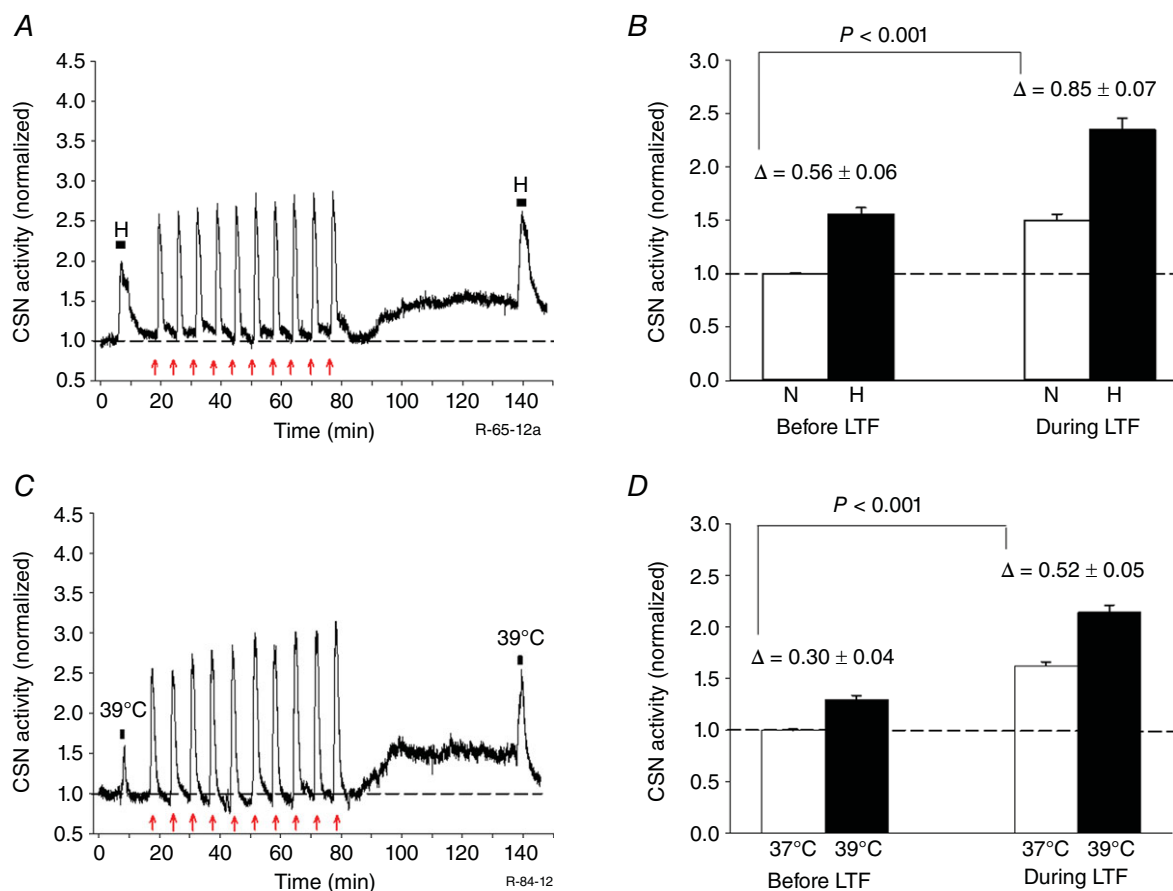 A
CSN activity (normalized)
4.5
4.0
3.5
3.0
2.5
2.0
1.5
1.0
0.5
H
H
0 20 40 60 80 100 120 140
Time (min)
R-65-12a
B
CSN activity (normalized)
3.0
2.5
2.0
1.5
1.0
0.5
0.0
P < 0.001
Δ = 0.56 ± 0.06
Δ = 0.85 ± 0.07
N H N H
Before LTF During LTF
C
CSN activity (normalized)
4.5
4.0
3.5
3.0
2.5
2.0
1.5
1.0
0.5
39°C
39°C
0 20 40 60 80 100 120 140
Time (min)
R-84-12
D
CSN activity (normalized)
3.0
2.5
2.0
1.5
1.0
0.5
0.0
P < 0.001
Δ = 0.30 ± 0.04
Δ = 0.52 ± 0.05
37°C 39°C 37°C 39°C
Before LTF During LTF